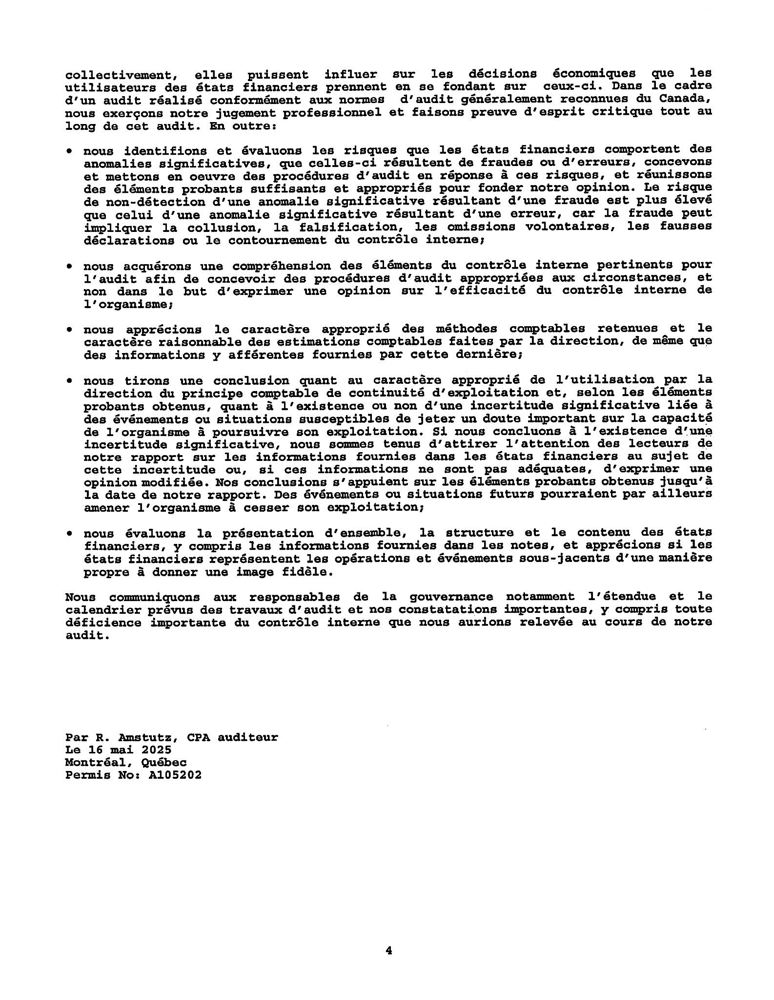 collectivement, elles puissent influer sur les décisions économiques que les
utilisateurs des états financiers prennent en se fondant sur ceux-ci. Dans le cadre
d'un audit réalisé conformément aux normes d'audit généralement reconnues du Canada,
nous exerçons notre jugement professionnel et faisons preuve d'esprit critique tout au
long de cet audit. En outre:
• nous identifions et évaluons les risques que les états financiers comportent des
anomalies significatives, que celles-ci résultent de fraudes ou d'erreurs, concevons
et mettons en oeuvre des procédures d'audit en réponse à ces risques, et réunissons
des éléments probants suffisants et appropriés pour fonder notre opinion. Le risque
de non-détection d'une anomalie significative résultant d'une fraude est plus élevé
que celui d'une anomalie significative résultant d'une erreur, car la fraude peut
impliquer la collusion, la falsification, les omissions volontaires, les fausses
déclarations ou le contournement du contrôle interne;
• nous acquérons une compréhension des éléments du contrôle interne pertinents pour
l'audit afin de concevoir des procédures d'audit appropriées aux circonstances, et
non dans le but d'exprimer une opinion sur l'efficacité du contrôle interne de
l'organisme;
• nous apprécions le caractère approprié des méthodes comptables retenues et le
caractère raisonnable des estimations comptables faites par la direction, de même que
des informations y afférentes fournies par cette dernière;
• nous tirons une conclusion quant au caractère approprié de l'utilisation par la
direction du principe comptable de continuité d'exploitation et, selon les éléments
probants obtenus, quant à l'existence ou non d'une incertitude significative liée à
des événements ou situations susceptibles de jeter un doute important sur la capacité
de l'organisme à poursuivre son exploitation. Si nous concluons à l'existence d'une
incertitude significative, nous sommes tenus d'attirer l'attention des lecteurs de
notre rapport sur les informations fournies dans les états financiers au sujet de
cette incertitude ou, si ces informations ne sont pas adéquates, d'exprimer une
opinion modifiée. Nos conclusions s'appuient sur les éléments probants obtenus jusqu'à
la date de notre rapport. Des événements ou situations futurs pourraient par ailleurs
amener l'organisme à cesser son exploitation;
• nous évaluons la présentation d'ensemble, la structure et le contenu des états
financiers, y compris les informations fournies dans les notes, et apprécions si les
états financiers représentent les opérations et événements sous-jacents d'une manière
propre à donner une image fidèle.
Nous communiquons aux responsables de la gouvernance notamment l'étendue et le
calendrier prévus des travaux d'audit et nos constatations importantes, y compris toute
déficience importante du contrôle interne que nous aurions relevée au cours de notre
audit.
Par R. Amstutz, CPA auditeur
Le 16 mai 2025
Montréal, Québec
Permis No: A105202
4